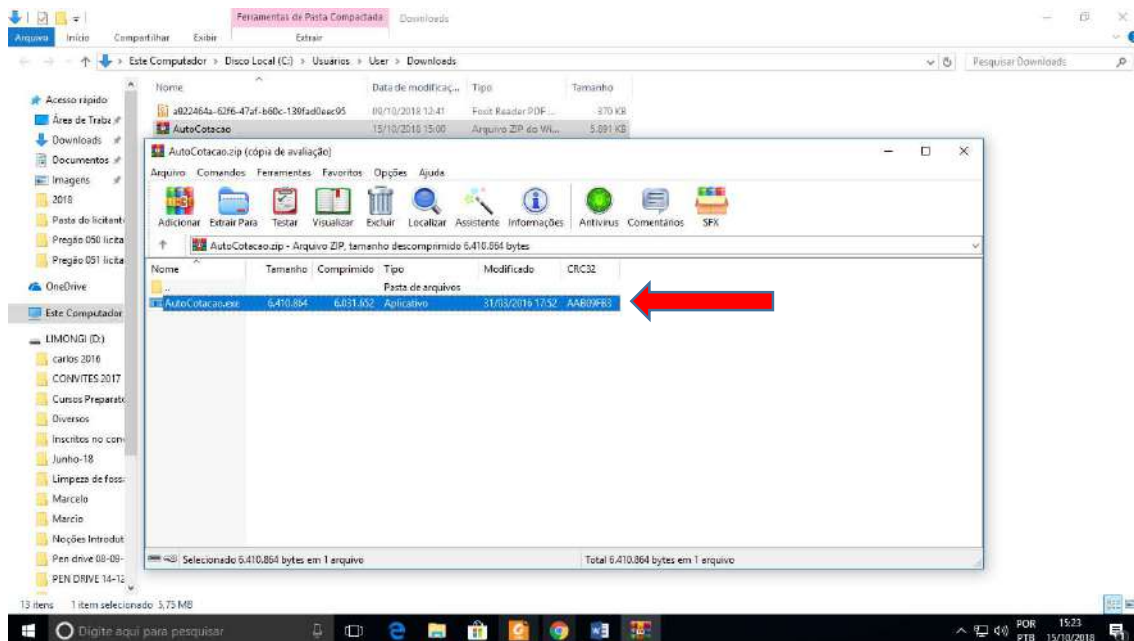 Ferramentas de Pasta Compactada Downloads
Arquivo Início Compartilhar Exibir Extrair
Este Computador > Disco Local (C:) > Usuários > User > Downloads
Pesquisar Downloads
Nome Data de modificaç... Tipo Tamanho
Acesso rápido
a922464a-62f6-47af-b60c-139fad0eec95 09/10/2018 12:41 Foxit Reader PDF ... 370 KB
Área de Traba
AutoCotacao 15/10/2018 15:00 Arquivo ZIP do Wi... 5.891 KB
Downloads
AutoCotacao.zip (cópia de avaliação)
Documentos
Arquivo Comandos Ferramentas Favoritos Opções Ajuda
Imagens
2018
Adicionar Extrair Para Testar Visualizar Excluir Localizar Assistente Informações Antivirus Comentários SFX
Pasta do licitant
Pregão 050 licita
AutoCotacao.zip - Arquivo ZIP, tamanho descomprimido 6.410.864 bytes
Pregão 051 licita
Nome Tamanho Comprimido Tipo Modificado CRC32
OneDrive
.. Pasta de arquivos
AutoCotacao.exe 6.410.864 6.031.652 Aplicativo 31/03/2016 17:52 AAB09FB3
Este Computador
LIMONGI (D:)
carlos 2016
CONVITES 2017
Cursos Preparato
Diversos
Inscritos no con
Junho-18
Limpeza de foss
Marcelo
Marcio
Noções Introdut
Pen drive 08-09-
Selecionado 6.410.864 bytes em 1 arquivo Total 6.410.864 bytes em 1 arquivo
PEN DRIVE 14-12
13 itens 1 item selecionado 5,75 MB
Digite aqui para pesquisar
POR 15:23
PTB 15/10/2018